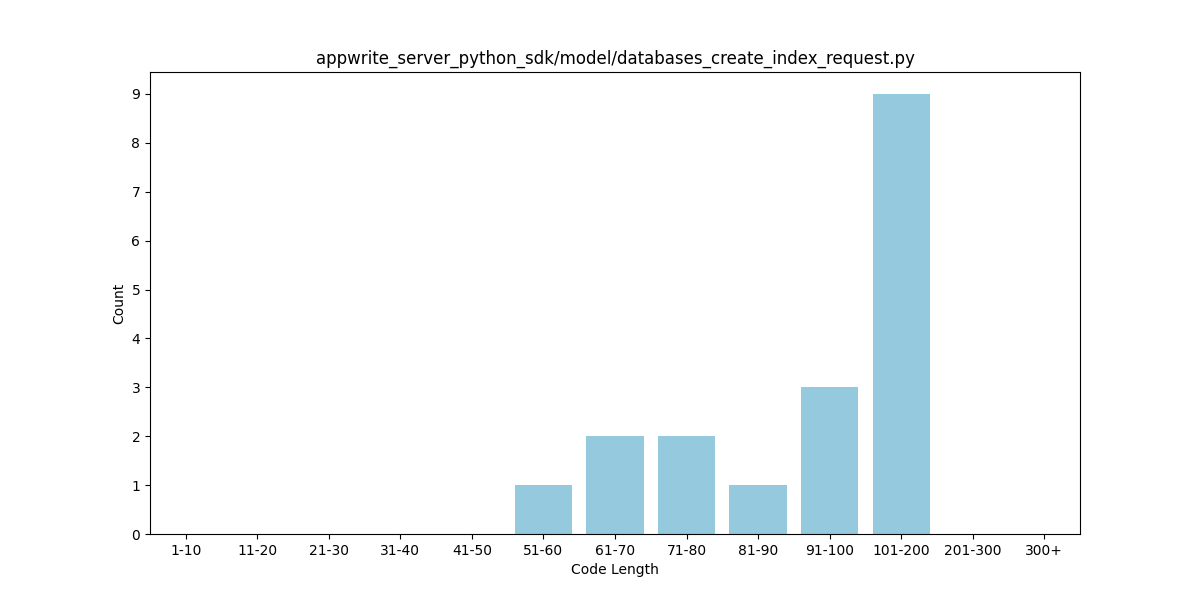 appwrite_server_python_sdk/model/databases_create_index_request.py
9
8
7
6
5
4
3
2
1
0
Count
1-10 11-20 21-30 31-40 41-50 51-60 61-70 71-80 81-90 91-100 101-200 201-300 300+
Code Length